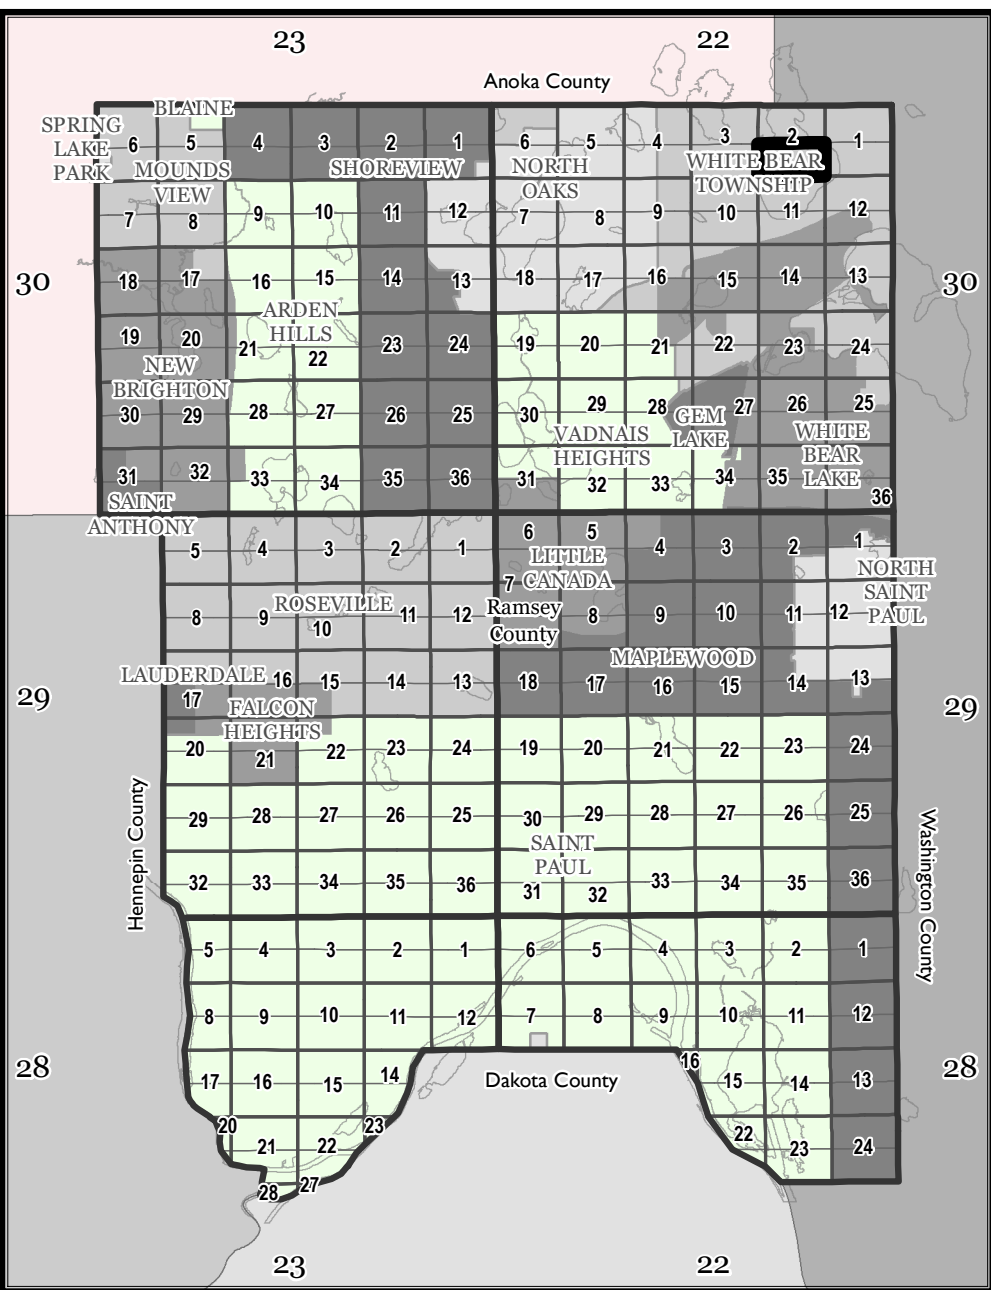 23 22
Anoka County
BLAINE
SPRING
LAKE
PARK
6 5 4 3 2 1 6 5 4 3 2 1
MOUNDS
VIEW
SHOREVIEW
NORTH
OAKS
WHITE BEAR
TOWNSHIP
7 8 9 10 11 12 7 8 9 10 11 12
30 18 17 16 15 14 13 18 17 16 15 14 13 30
ARDEN
HILLS
19 20 21 22 23 24 19 20 21 22 23 24
NEW
BRIGHTON
30 29 28 27 26 25 30 29 28 27 26 25
GEM
LAKE
VADNAIS
HEIGHTS
WHITE
BEAR
LAKE
31 32 33 34 35 36 31 32 33 34 35 36
SAINT
ANTHONY
5 4 3 2 1 6 5 4 3 2 1
LITTLE
CANADA
NORTH
SAINT
PAUL
ROSEVILLE
Ramsey
County
8 9 10 11 12 7 8 9 10 11 12
MAPLEWOOD
LAUDERDALE
29 17 16 15 14 13 18 17 16 15 14 13 29
FALCON
HEIGHTS
20 21 22 23 24 19 20 21 22 23 24
Hennepin County
Washington County
29 28 27 26 25 30 29 28 27 26 25
SAINT
PAUL
32 33 34 35 36 31 32 33 34 35 36
5 4 3 2 1 6 5 4 3 2 1
8 9 10 11 12 7 8 9 10 11 12
28 17 16 15 14 16 15 14 13 28
Dakota County
20 21 22 23 22 23 24
28 27
23 22